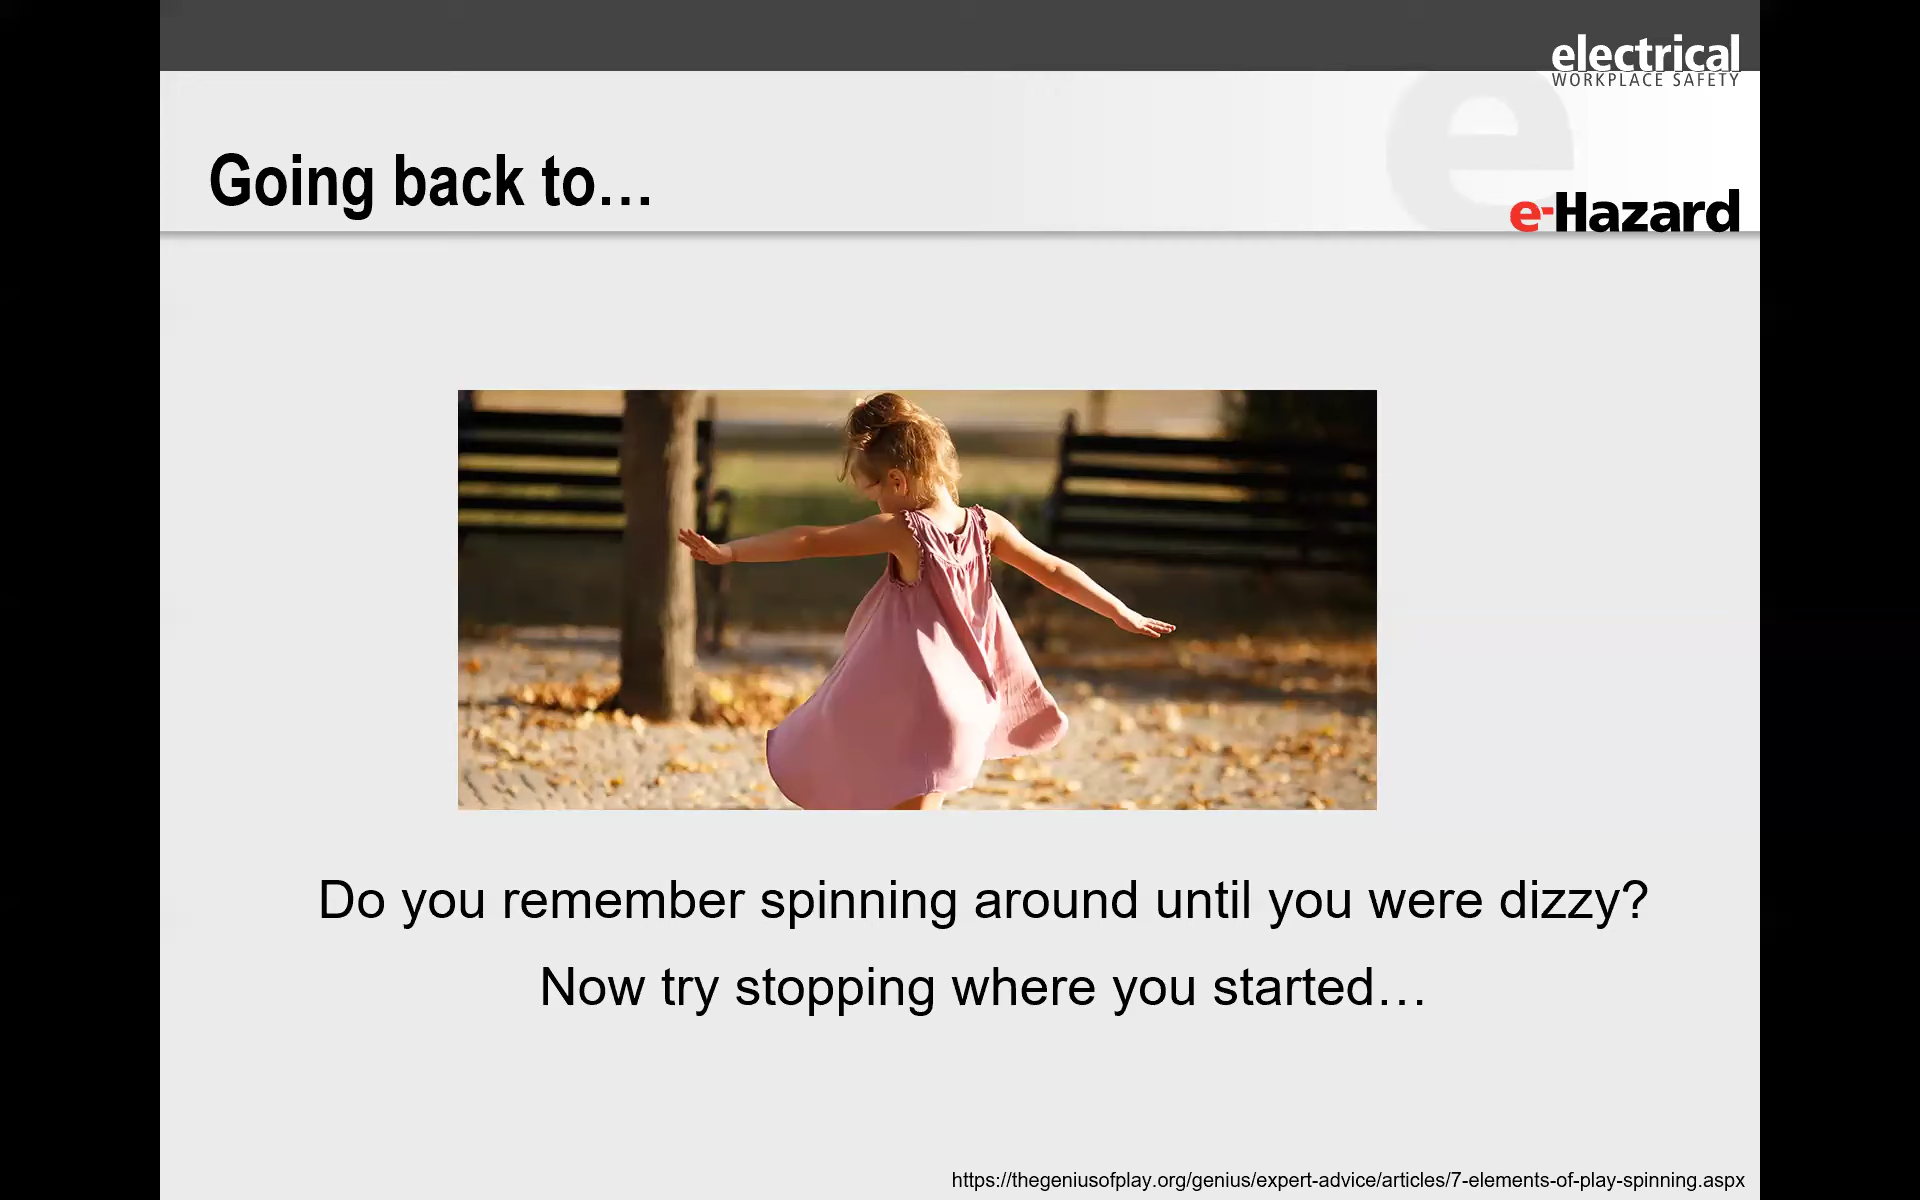 electrical
WORKPLACE SAFETY
Going back to…
e-Hazard
Do you remember spinning around until you were dizzy?
Now try stopping where you started…
https://thegeniusofplay.org/genius/expert-advice/articles/7-elements-of-play-spinning.aspx